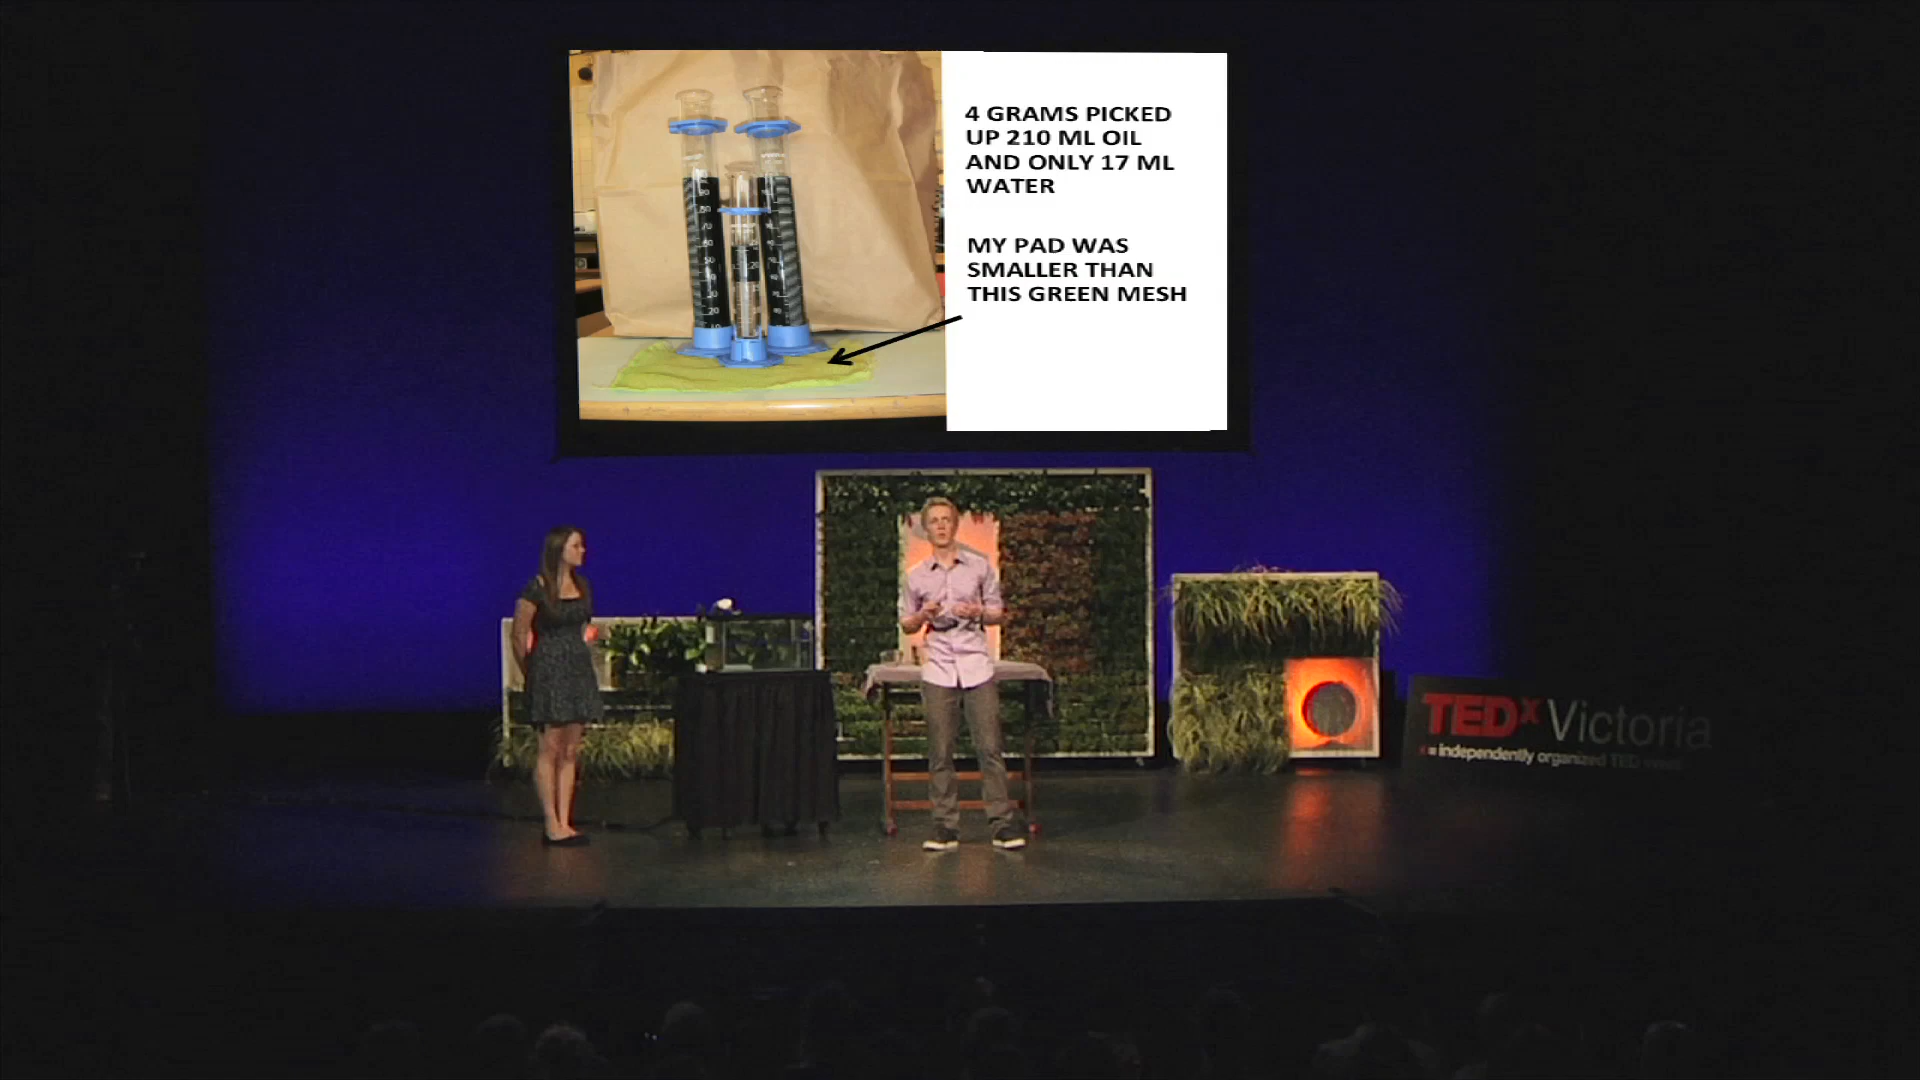 4 GRAMS PICKED
UP 210 ML OIL
AND ONLY 17 ML
WATER
MY PAD WAS
SMALLER THAN
THIS GREEN MESH
TEDx Victoria
x = independently organized TED event